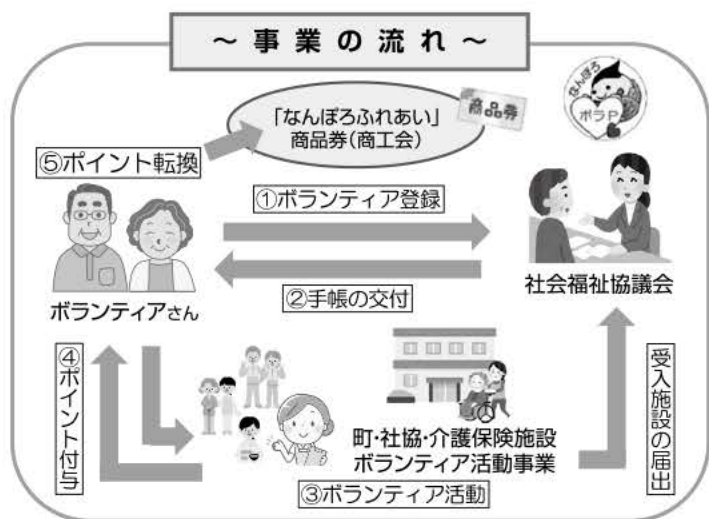 ～事業の流れ～
「なんぽろふれあい」
商品券(商工会)
商品券
なんぽろ
ボラP
⑤ポイント転換
①ボランティア登録
②手帳の交付
ボランティアさん
社会福祉協議会
④ポイント付与
町・社協・介護保険施設
ボランティア活動事業
③ボランティア活動
受入施設の届出